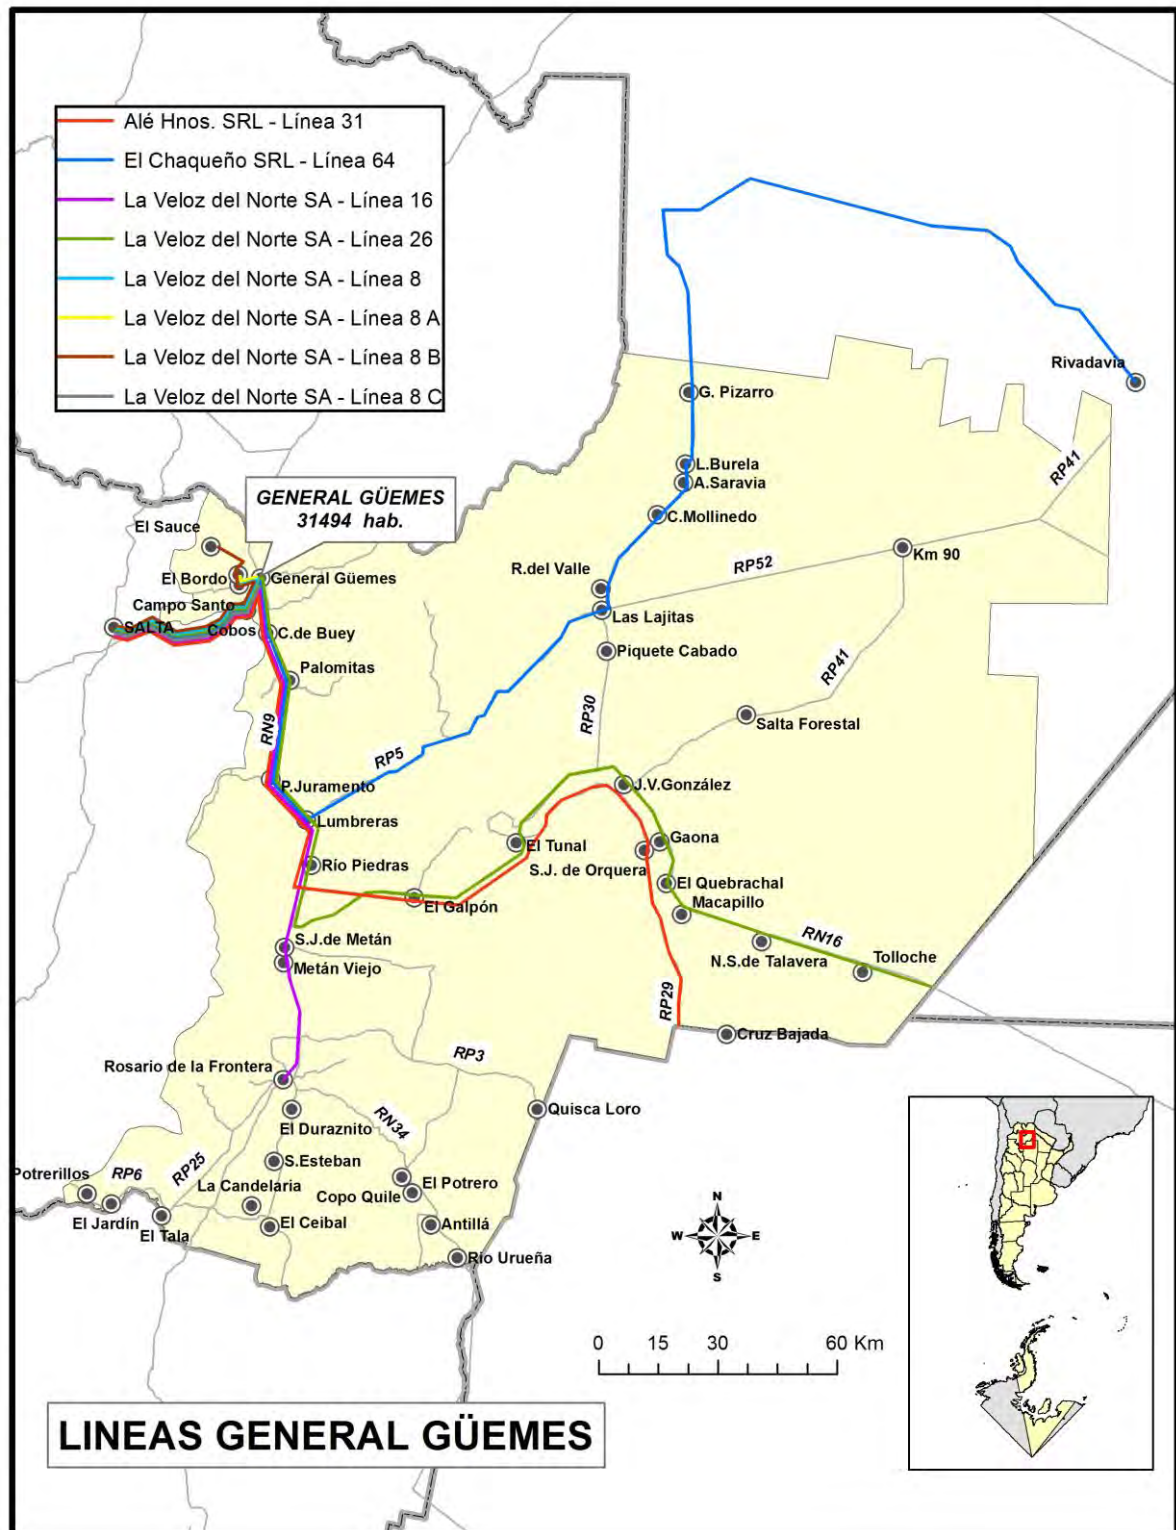 Alé Hnos. SRL - Línea 31
El Chaqueño SRL - Línea 64
La Veloz del Norte SA - Línea 16
La Veloz del Norte SA - Línea 26
La Veloz del Norte SA - Línea 8
La Veloz del Norte SA - Línea 8 A
La Veloz del Norte SA - Línea 8 B
La Veloz del Norte SA - Línea 8 C
Rivadavia
G. Pizarro
L.Burela
A.Saravia
C.Mollinedo
RP41
GENERAL GÜEMES
31494 hab.
El Sauce
Km 90
RP52
El Bordo
General Güemes
R.del Valle
Campo Santo
Las Lajitas
SALTA
Cobos
C.de Buey
Piquete Cabado
Palomitas
RP41
RP30
Salta Forestal
RN9
RP5
P.Juramento
J.V.González
Lumbreras
El Tunal
Gaona
Río Piedras
S.J. de Orquera
El Quebrachal
El Galpón
Macapillo
RN16
S.J.de Metán
N.S.de Talavera
Tolloche
Metán Viejo
RP29
Cruz Bajada
Rosario de la Frontera
RP3
Quisca Loro
El Duraznito
RN34
S.Esteban
RP25
Potrerillos
RP6
La Candelaria
El Potrero
Copo Quile
El Jardín
El Tala
El Ceibal
Antillá
Río Urueña
N
W
E
S
0 15 30 60 Km
LINEAS GENERAL GÜEMES